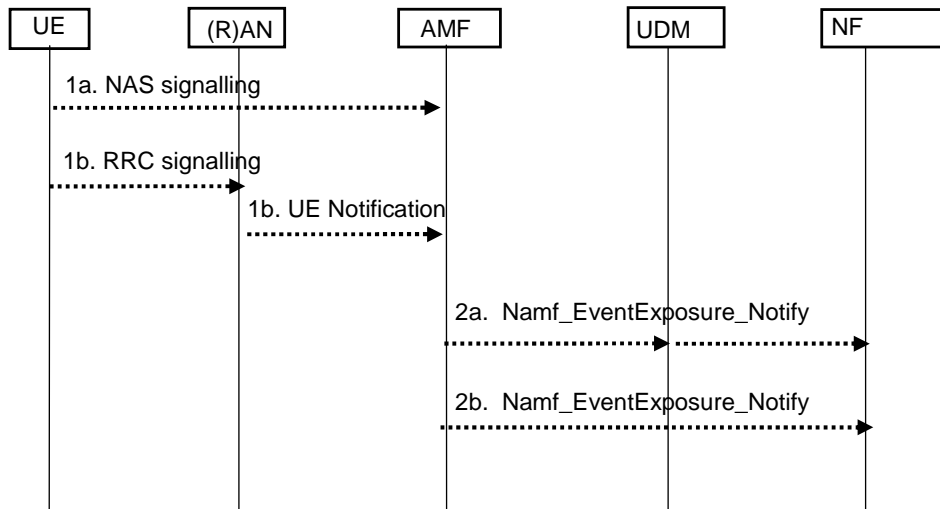 UE
(R)AN
AMF
UDM
NF
1a. NAS signalling
1b. RRC signalling
1b. UE Notification
2a. Namf_EventExposure_Notify
2b. Namf_EventExposure_Notify